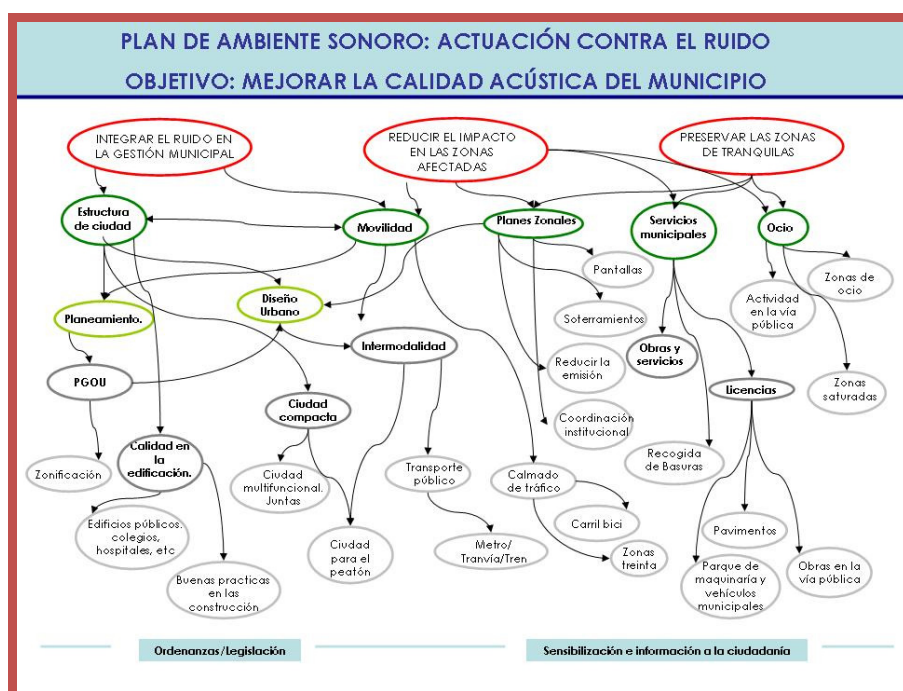 PLAN DE AMBIENTE SONORO: ACTUACIÓN CONTRA EL RUIDO
OBJETIVO: MEJORAR LA CALIDAD ACÚSTICA DEL MUNICIPIO
INTEGRAR EL RUIDO EN
LA GESTIÓN MUNICIPAL
REDUCIR EL IMPACTO
EN LAS ZONAS
AFECTADAS
PRESERVAR LAS ZONAS
DE TRANQUILAS
Estructura
de ciudad
Movilidad
Planes Zonales
Servicios
municipales
Ocio
Pantallas
Zonas de
ocio
Actividad
en la vía
pública
Planeamiento.
Diseño
Urbano
Soterramientos
Intermodalidad
Obras y
servicios
Reducir la
emisión
PGOU
Licencias
Zonas
saturadas
Ciudad
compacta
Coordinación
institucional
Calidad en
la
edificación.
Zonificación
Ciudad
multifuncional.
Juntas
Transporte
público
Calmado
de tráfico
Recogida
de Basuras
Edificios públicos:
colegios,
hospitales, etc
Carril bici
Pavimentos
Ciudad
para el
peatón
Metro/
Tranvía/Tren
Zonas
treinta
Buenas practicas
en las
construcción
Parque de
maquinaría y
vehículos
municipales
Obras en la
vía pública
Ordenanzas/Legislación
Sensibilización e información a la ciudadanía